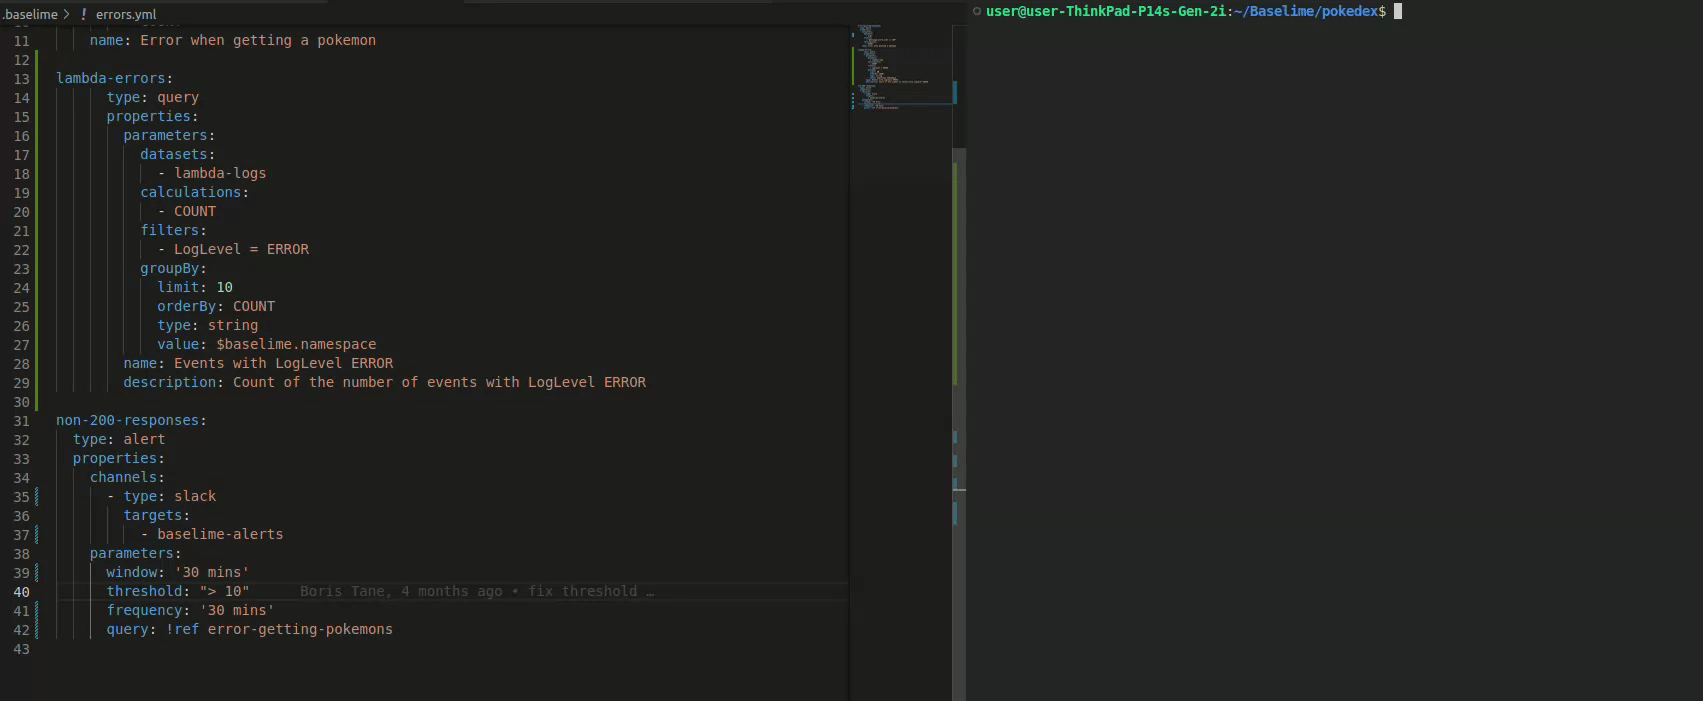 .baselime > ! errors.yml
11 name: Error when getting a pokemon
12
13 lambda-errors:
14 type: query
15 properties:
16 parameters:
17 datasets:
18 - lambda-logs
19 calculations:
20 - COUNT
21 filters:
22 - LogLevel = ERROR
23 groupBy:
24 limit: 10
25 orderBy: COUNT
26 type: string
27 value: $baselime.namespace
28 name: Events with LogLevel ERROR
29 description: Count of the number of events with LogLevel ERROR
30
31 non-200-responses:
32 type: alert
33 properties:
34 channels:
35 - type: slack
36 targets:
37 - baselime-alerts
38 parameters:
39 window: '30 mins'
40 threshold: "> 10" Boris Tane, 4 months ago • fix threshold …
41 frequency: '30 mins'
42 query: !ref error-getting-pokemons
43
user@user-ThinkPad-P14s-Gen-2i:~/Baselime/pokedex$